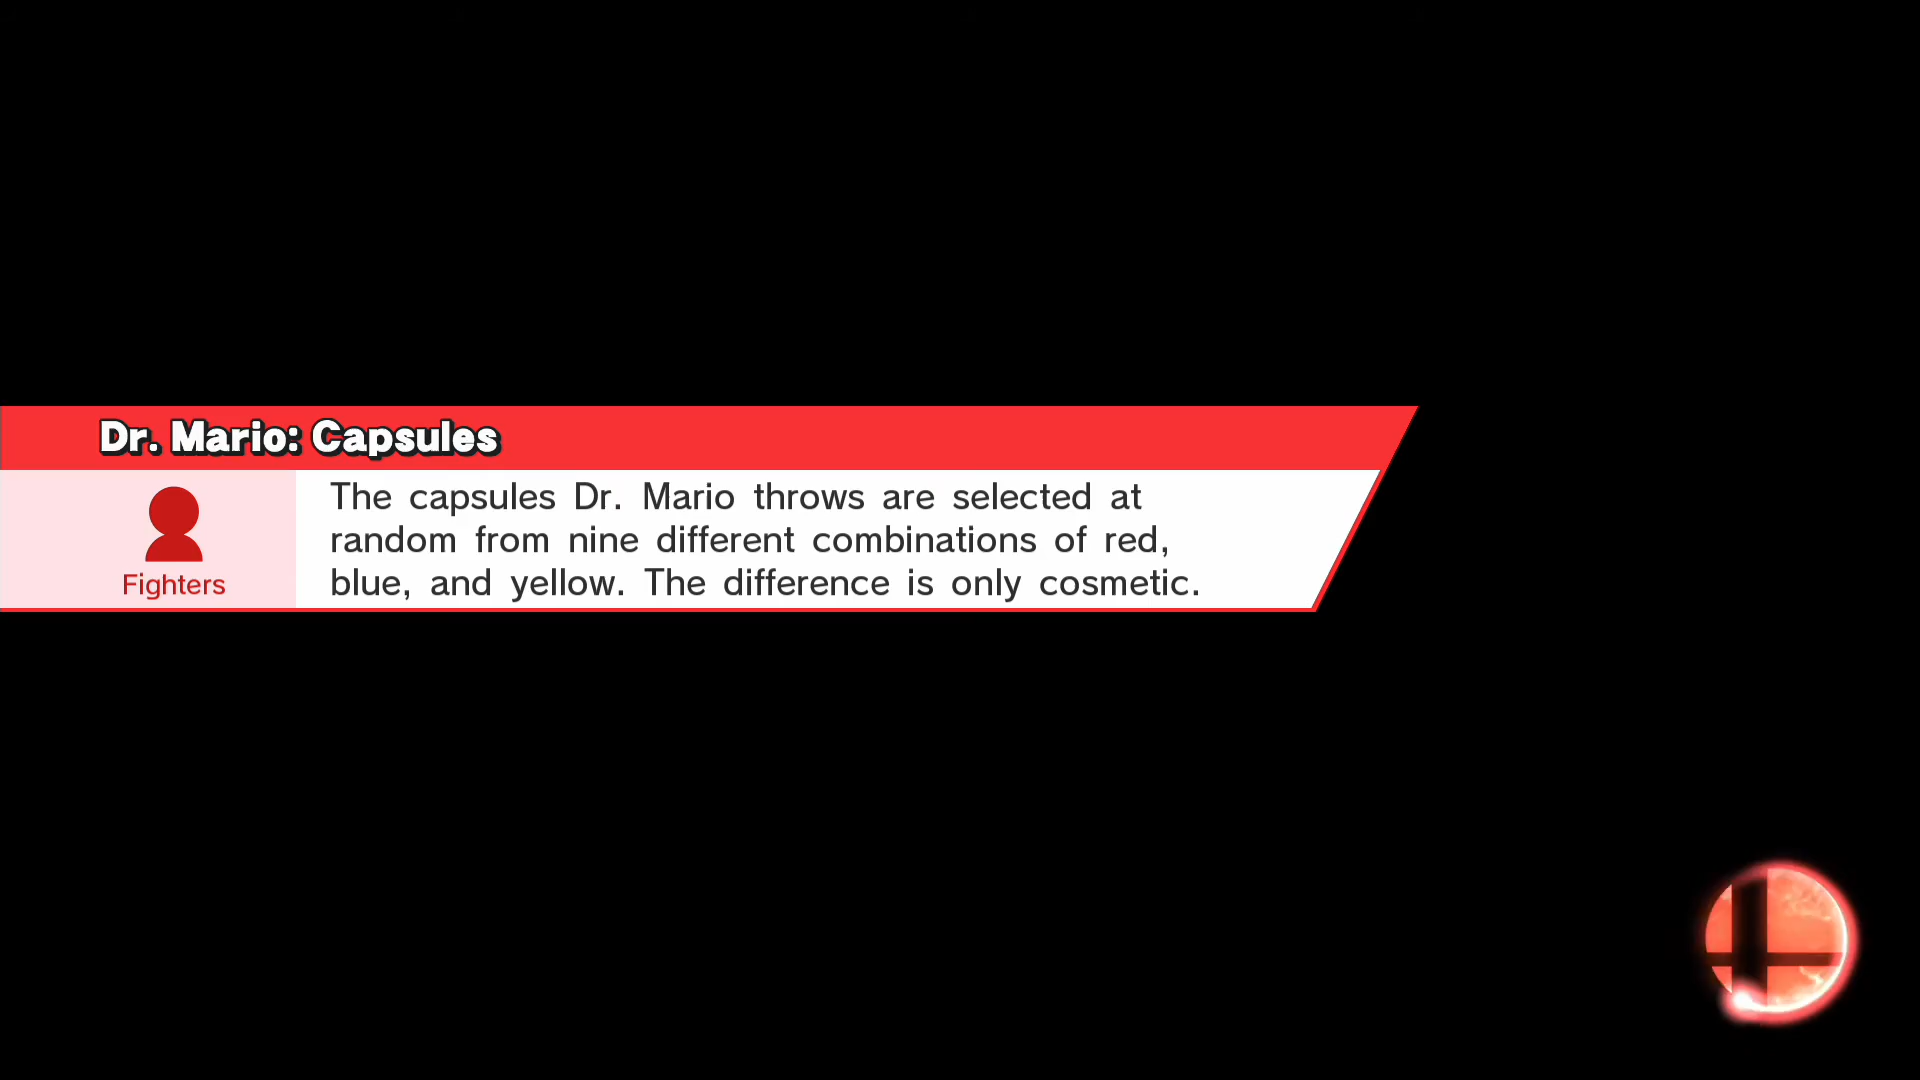 Dr. Mario: Capsules
The capsules Dr. Mario throws are selected at
random from nine different combinations of red,
blue, and yellow. The difference is only cosmetic.
Fighters